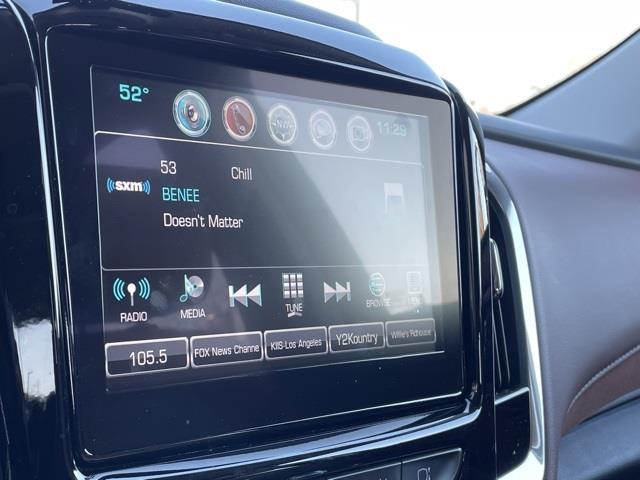 52°
11:29
53 Chill
((sxm))
BENEE
Doesn't Matter
RADIO
MEDIA
TUNE
BROWSE
105.5
FOX News Channe
KIIS-Los Angeles
Y2Kountry
Willie's Rdhouse